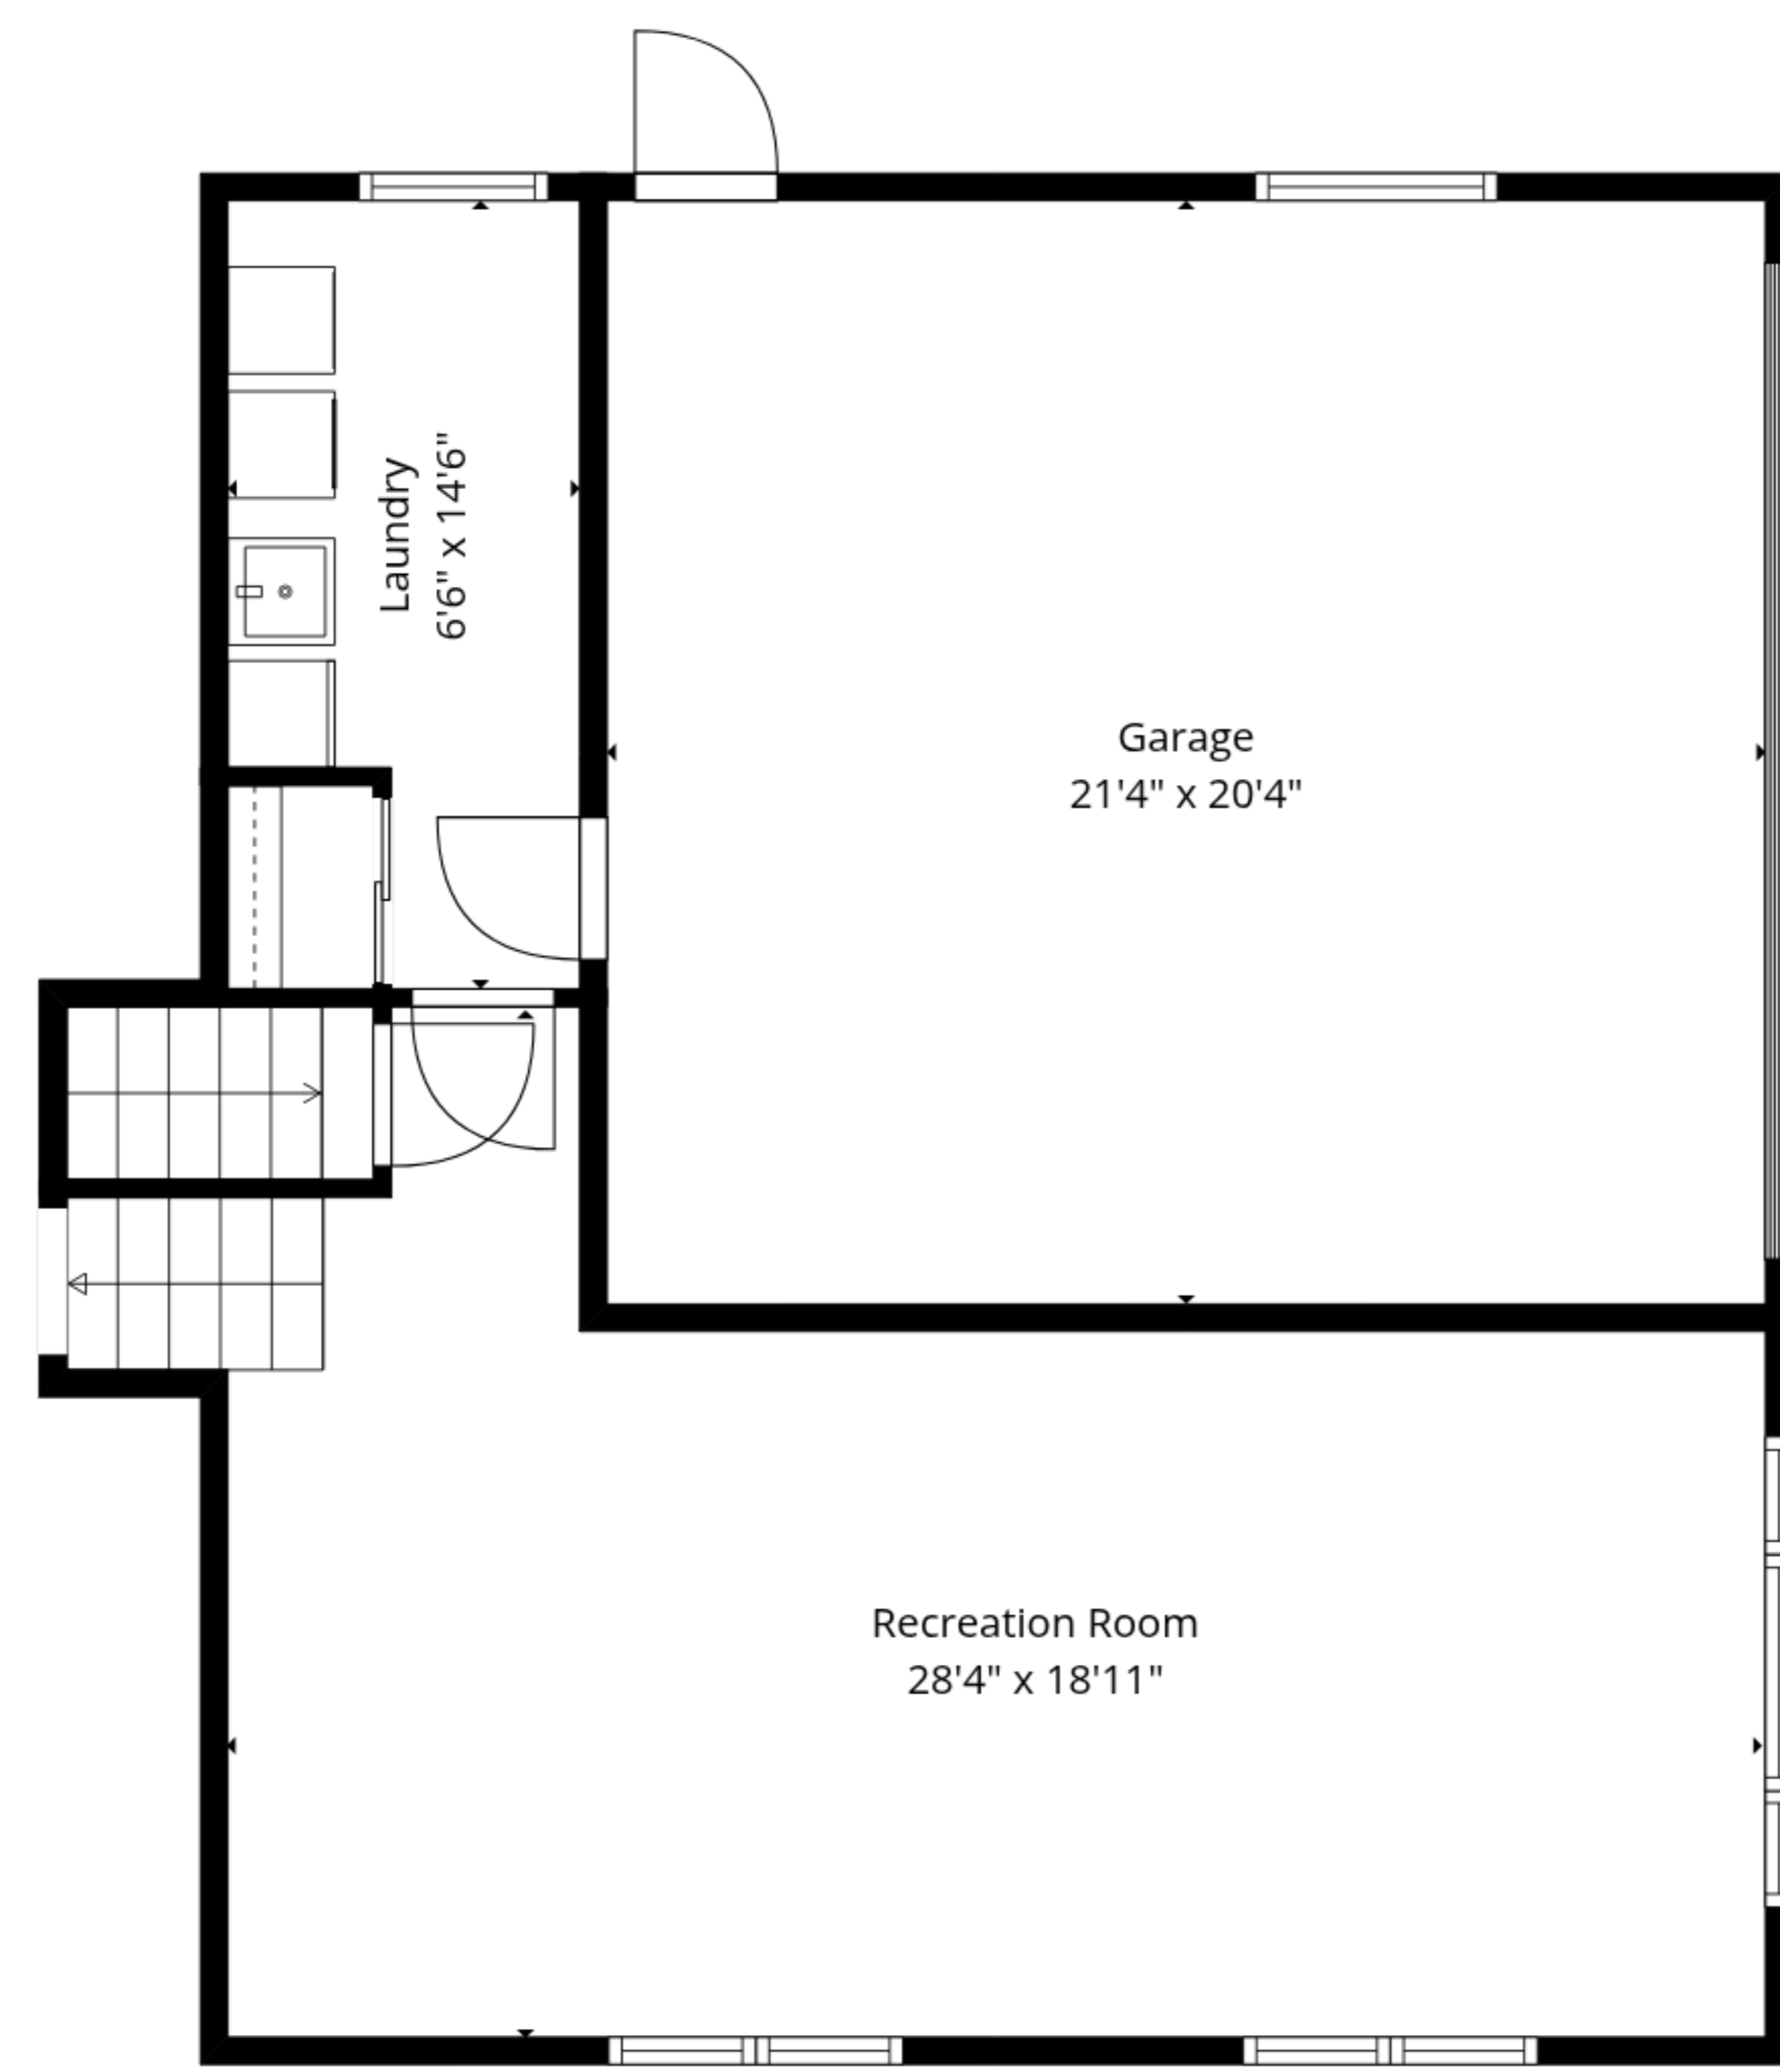 Laundry
6'6" x 14'6"
Garage
21'4" x 20'4"
Recreation Room
28'4" x 18'11"